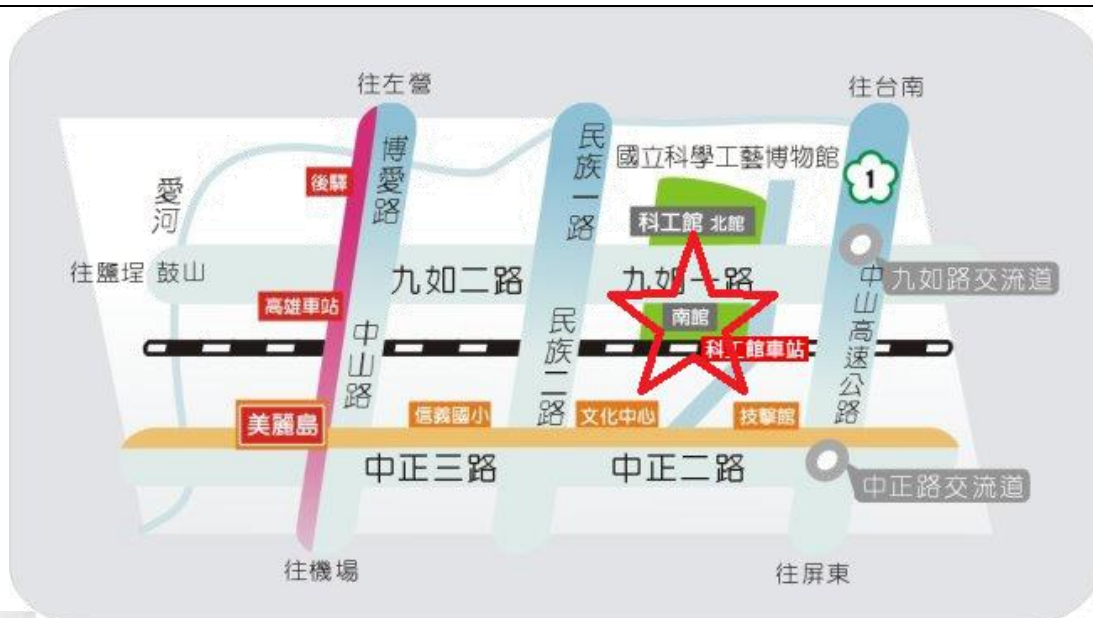 往左營
往台南
博愛路
民族一路
國立科學工藝博物館
1
後驛
愛河
科工館 北館
往鹽埕 鼓山
九如二路
九如一路
九如路交流道
高雄車站
南館
中山路
民族二路
科工館車站
中山高速公路
美麗島
信義國小
文化中心
技擊館
中正三路
中正二路
中正路交流道
往機場
往屏東